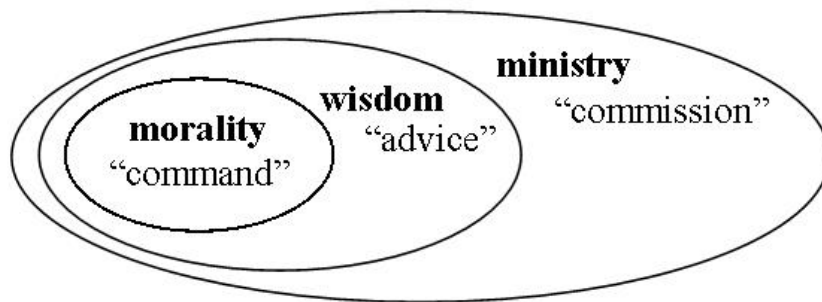 ministry
“commission”
wisdom
“advice”
morality
“command”